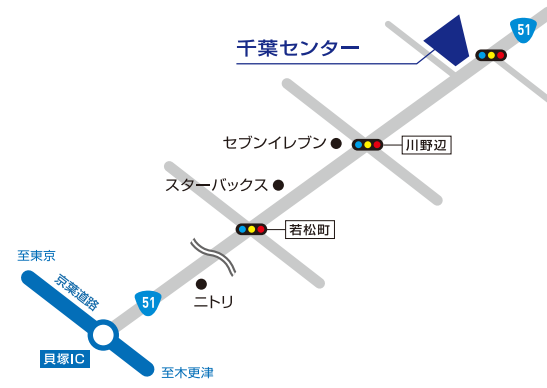 51
千葉センター
セブンイレブン
川野辺
スターバックス
若松町
至東京
京葉道路
51
ニトリ
貝塚IC
至木更津